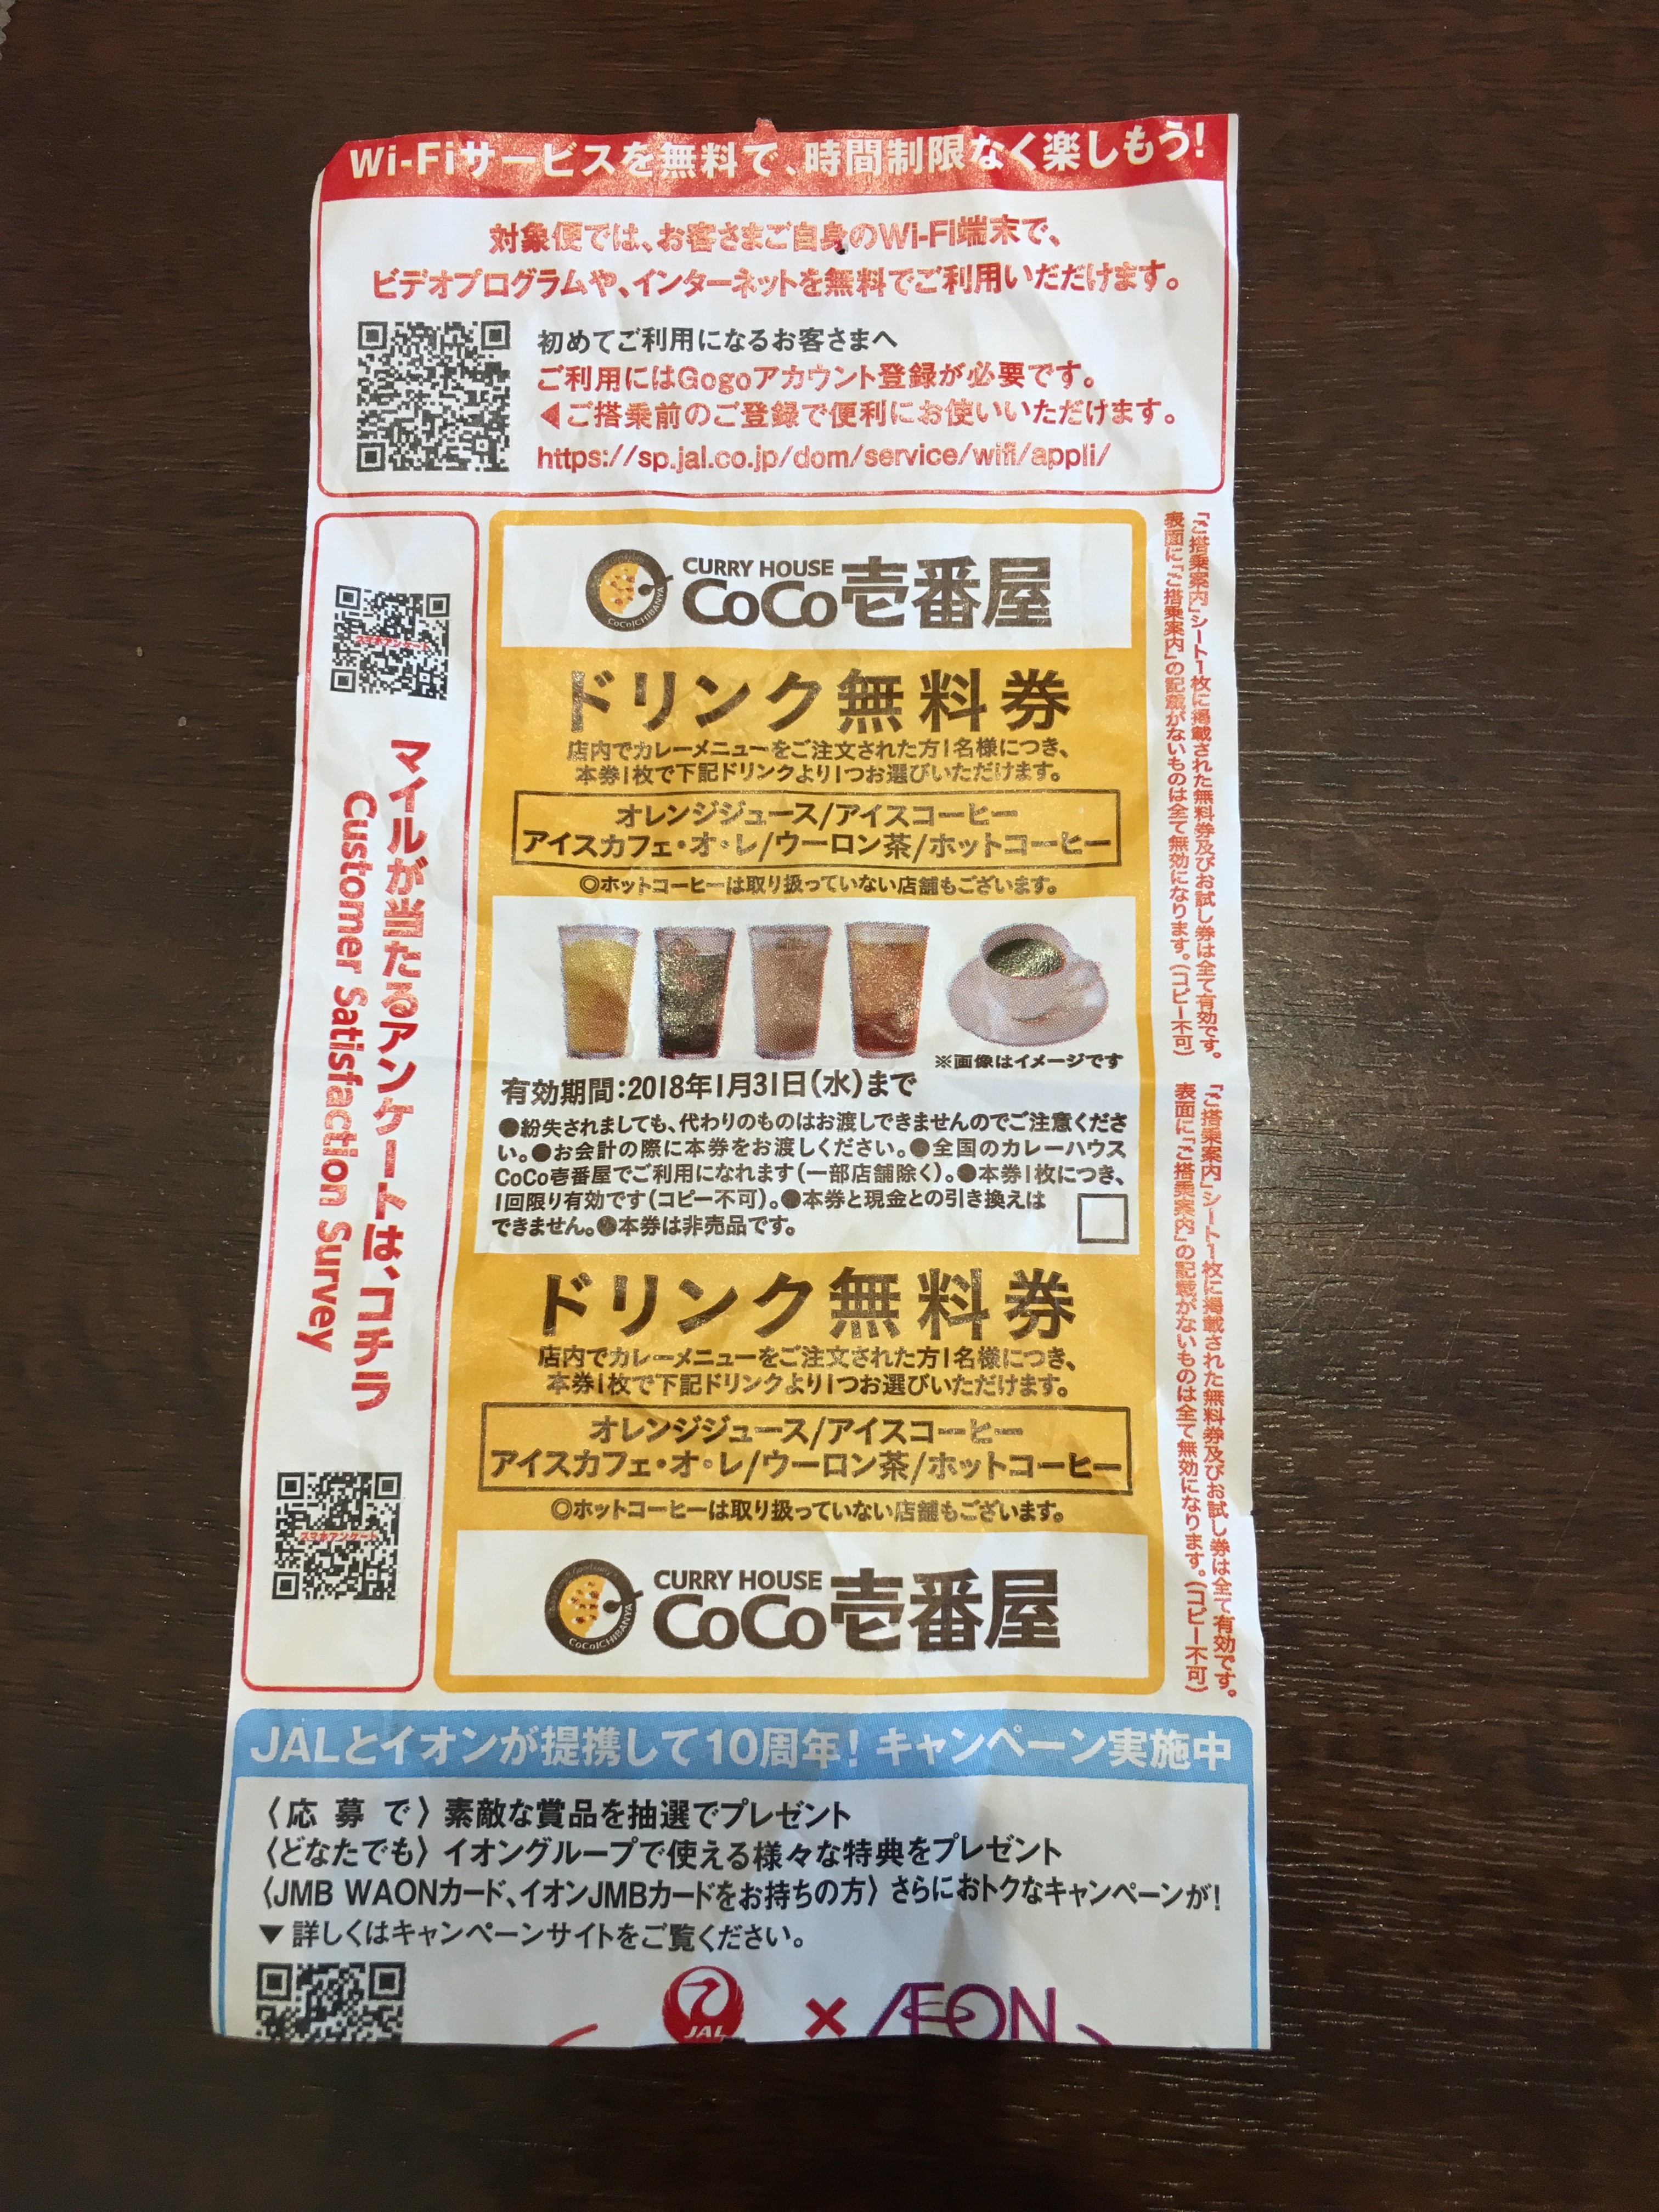 Wi-Fiサービスを無料で、時間制限なく楽しもう!
対象便では、お客さまご自身のWi-Fi端末で、
ビデオプログラムや、インターネットを無料でご利用いただだけます。
初めてご利用になるお客さまへ
ご利用にはGogoアカウント登録が必要です。
◀ご搭乗前のご登録で便利にお使いいただけます。
https://sp.jal.co.jp/dom/service/wifi/appli/
スマホアンケート
マイルが当たるアンケートは、コチラ
Customer Satisfaction Survey
スマホアンケート
CURRY HOUSE
CoCo壱番屋
CoCoICHIBANYA
ドリンク無料券
店内でカレーメニューをご注文された方1名様につき、
本券1枚で下記ドリンクより1つお選びいただけます。
オレンジジュース/アイスコーヒー
アイスカフェ・オ・レ/ウーロン茶/ホットコーヒー
◎ホットコーヒーは取り扱っていない店舗もございます。
※画像はイメージです
有効期間:2018年1月31日(水)まで
●紛失されましても、代わりのものはお渡しできませんのでご注意くださ
い。●お会計の際に本券をお渡しください。●全国のカレーハウス
CoCo壱番屋でご利用になれます(一部店舗除く)。●本券1枚につき、
1回限り有効です(コピー不可)。●本券と現金との引き換えは
できません。●本券は非売品です。
ドリンク無料券
店内でカレーメニューをご注文された方1名様につき、
本券1枚で下記ドリンクより1つお選びいただけます。
オレンジジュース/アイスコーヒー
アイスカフェ・オ・レ/ウーロン茶/ホットコーヒー
◎ホットコーヒーは取り扱っていない店舗もございます。
CURRY HOUSE
CoCo壱番屋
CoCoICHIBANYA
「ご搭乗案内」シート1枚に掲載された無料券及びお試し券は全て有効です。
表面に「ご搭乗案内」の記載がないものは全て無効になります。(コピー不可)
「ご搭乗案内」シート1枚に掲載された無料券及びお試し券は全て有効です。
表面に「ご搭乗案内」の記載がないものは全て無効になります。(コピー不可)
JALとイオンが提携して10周年! キャンペーン実施中
〈応募で〉素敵な賞品を抽選でプレゼント
〈どなたでも〉イオングループで使える様々な特典をプレゼント
〈JMB WAONカード、イオンJMBカードをお持ちの方〉さらにおトクなキャンペーンが!
▼詳しくはキャンペーンサイトをご覧ください。
JAL × ÆON